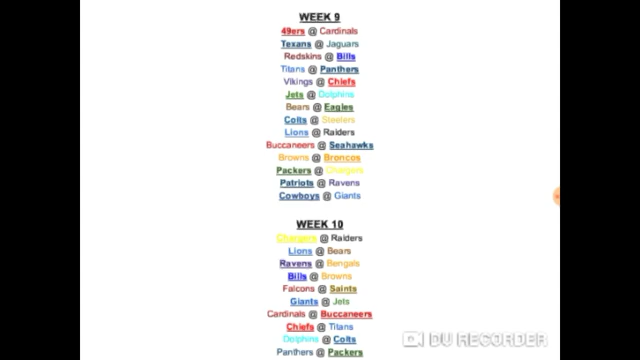 WEEK 9
49ers @ Cardinals
Texans @ Jaguars
Redskins @ Bills
Titans @ Panthers
Vikings @ Chiefs
Jets @ Dolphins
Bears @ Eagles
Colts @ Steelers
Lions @ Raiders
Buccaneers @ Seahawks
Browns @ Broncos
Packers @ Chargers
Patriots @ Ravens
Cowboys @ Giants
WEEK 10
Chargers @ Raiders
Lions @ Bears
Ravens @ Bengals
Bills @ Browns
Falcons @ Saints
Giants @ Jets
Cardinals @ Buccaneers
Chiefs @ Titans
Dolphins @ Colts
Panthers @ Packers
DU RECORDER